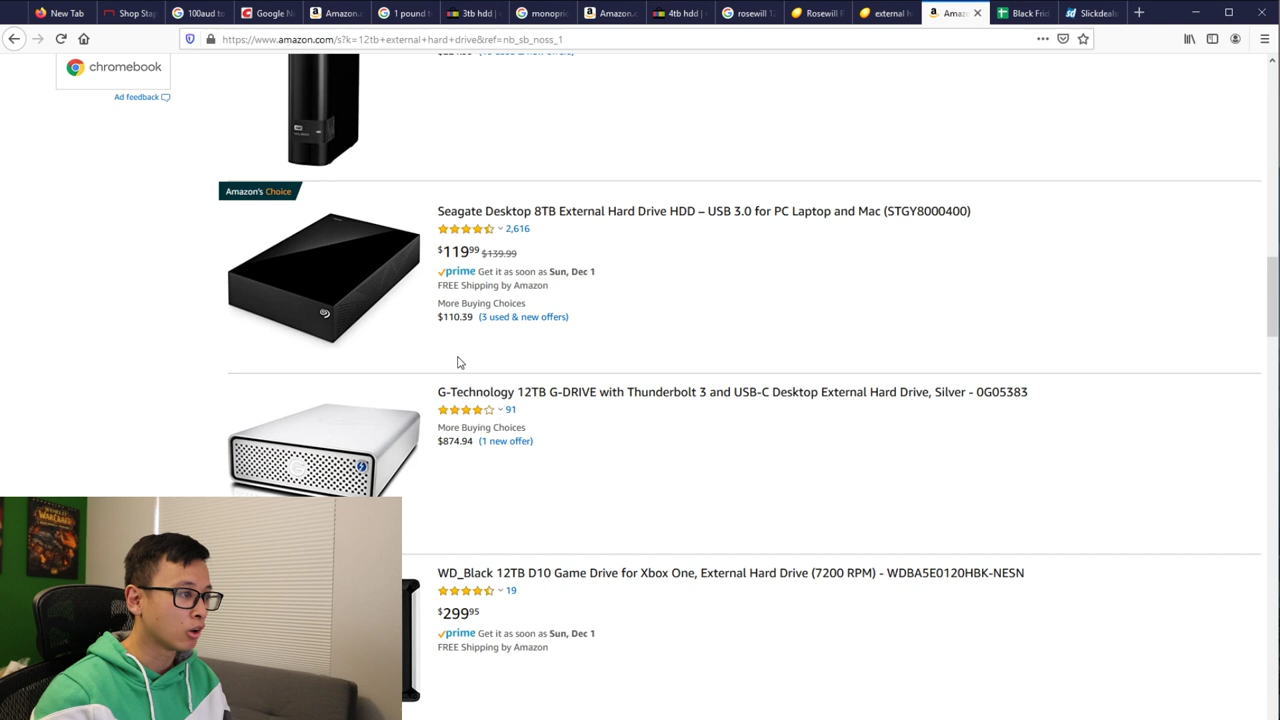 New Tab
Shop Sta
100aud to
Google N
Amazon.c
1 pound to
3tb hdd |
monopric
Amazon.c
4tb hdd |
rosewill 12
Rosewill R
external h
Amazo
Black Frid
Slickdeals
https://www.amazon.com/s?k=12tb+external+hard+drive&ref=nb_sb_noss_1
chromebook
Ad feedback
Amazon's Choice
Seagate Desktop 8TB External Hard Drive HDD – USB 3.0 for PC Laptop and Mac (STGY8000400)
2,616
$119.99 $139.99
prime Get it as soon as Sun, Dec 1
FREE Shipping by Amazon
More Buying Choices
$110.39 (3 used & new offers)
G-Technology 12TB G-DRIVE with Thunderbolt 3 and USB-C Desktop External Hard Drive, Silver - 0G05383
91
More Buying Choices
$874.94 (1 new offer)
WD_Black 12TB D10 Game Drive for Xbox One, External Hard Drive (7200 RPM) - WDBA5E0120HBK-NESN
19
$299.95
prime Get it as soon as Sun, Dec 1
FREE Shipping by Amazon